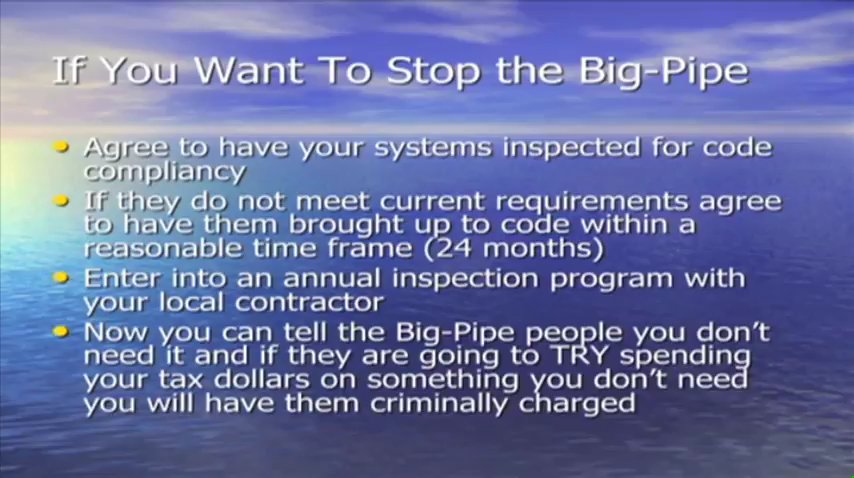 If You Want To Stop the Big-Pipe
Agree to have your systems inspected for code
compliancy
If they do not meet current requirements agree
to have them brought up to code within a
reasonable time frame (24 months)
Enter into an annual inspection program with
your local contractor
Now you can tell the Big-Pipe people you don't
need it and if they are going to TRY spending
your tax dollars on something you don't need
you will have them criminally charged